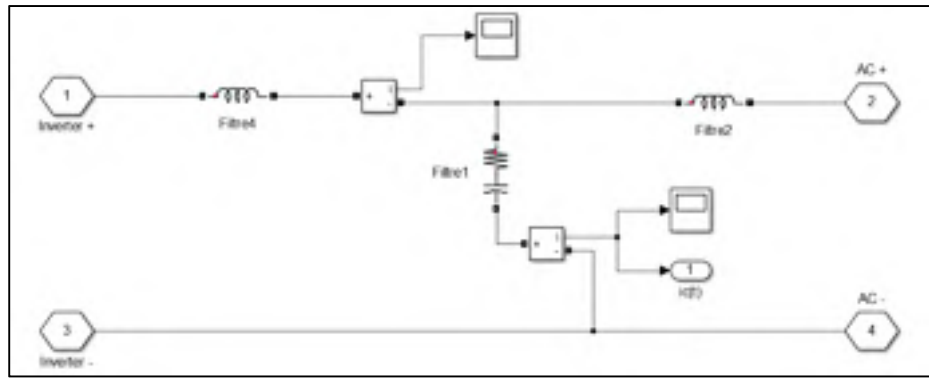 AC +
1
2
Inverter +
Filtre4
Filtre2
Filtre1
1
AC -
3
4
Inverter -